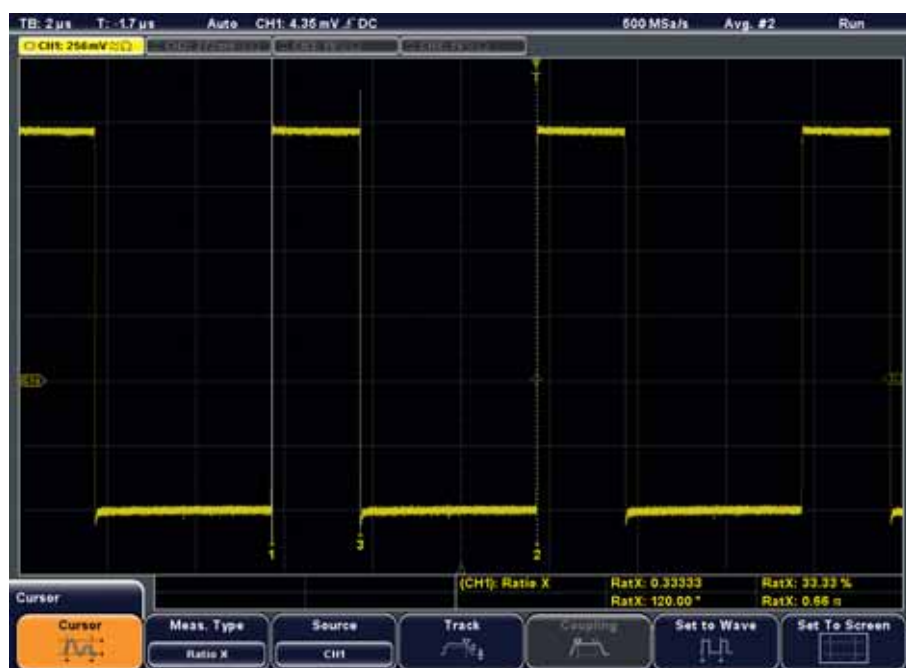 TB: 2 µs T: -1.7 µs Auto CH1: 4.35 mV DC 600 MSa/s Avg. #2 Run
CH1: 256mV
T
1 3 2
(CH1): Ratio X RatX: 0.33333 RatX: 33.33 %
RatX: 120.00 ° RatX: 0.66 π
Cursor
Cursor Meas. Type Source Track Coupling Set to Wave Set To Screen
Ratio X CH1